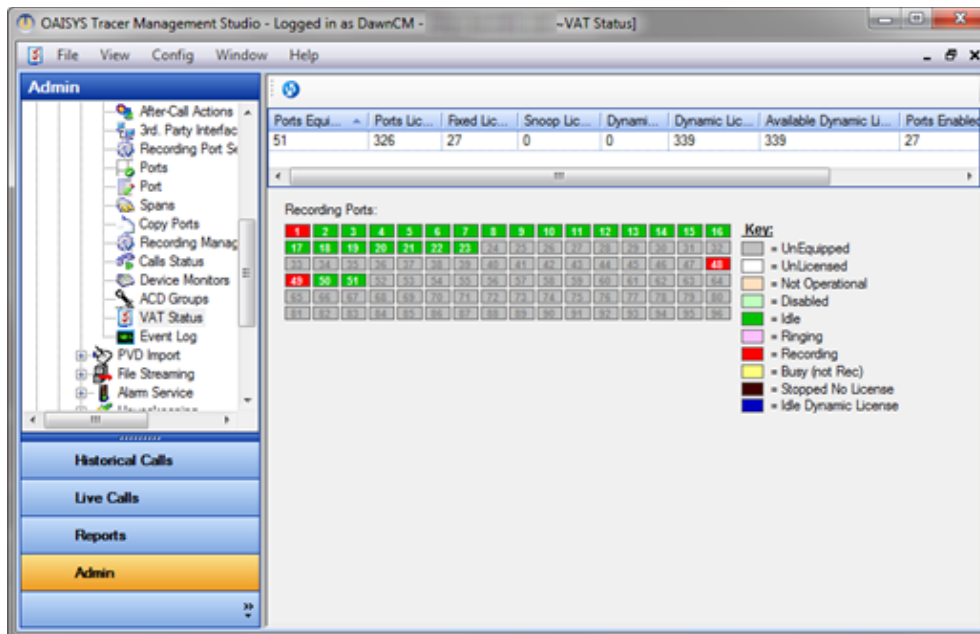 OAISYS Tracer Management Studio - Logged in as DawnCM - ~VAT Status]
File View Config Window Help
Admin
After-Call Actions
3rd. Party Interfac
Recording Port Se
Ports
Port
Spans
Copy Ports
Recording Manag
Calls Status
Device Monitors
ACD Groups
VAT Status
Event Log
PVD Import
File Streaming
Alarm Service
Historical Calls
Live Calls
Reports
Admin
Ports Equi... Ports Lic... Fixed Lic... Snoop Lic... Dynami... Dynamic Lic... Available Dynamic Li... Ports Enabled
51 326 27 0 0 339 339 27
Recording Ports:
1 2 3 4 5 6 7 8 9 10 11 12 13 14 15 16
17 18 19 20 21 22 23 24 25 26 27 28 29 30 31 32
33 34 35 36 37 38 39 40 41 42 43 44 45 46 47 48
49 50 51 52 53 54 55 56 57 58 59 60 61 62 63 64
65 66 67 68 69 70 71 72 73 74 75 76 77 78 79 80
81 82 83 84 85 86 87 88 89 90 91 92 93 94 95 96
Key:
= UnEquipped
= UnLicensed
= Not Operational
= Disabled
= Idle
= Ringing
= Recording
= Busy (not Rec)
= Stopped No License
= Idle Dynamic License